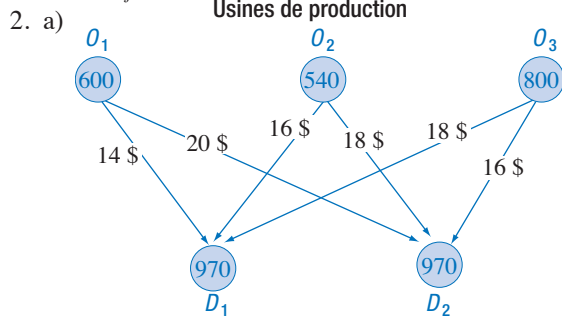 Usines de production
2. a)
O1 O2 O3
600 540 800
14 $ 20 $ 16 $ 18 $ 18 $ 16 $
970 970
D1 D2